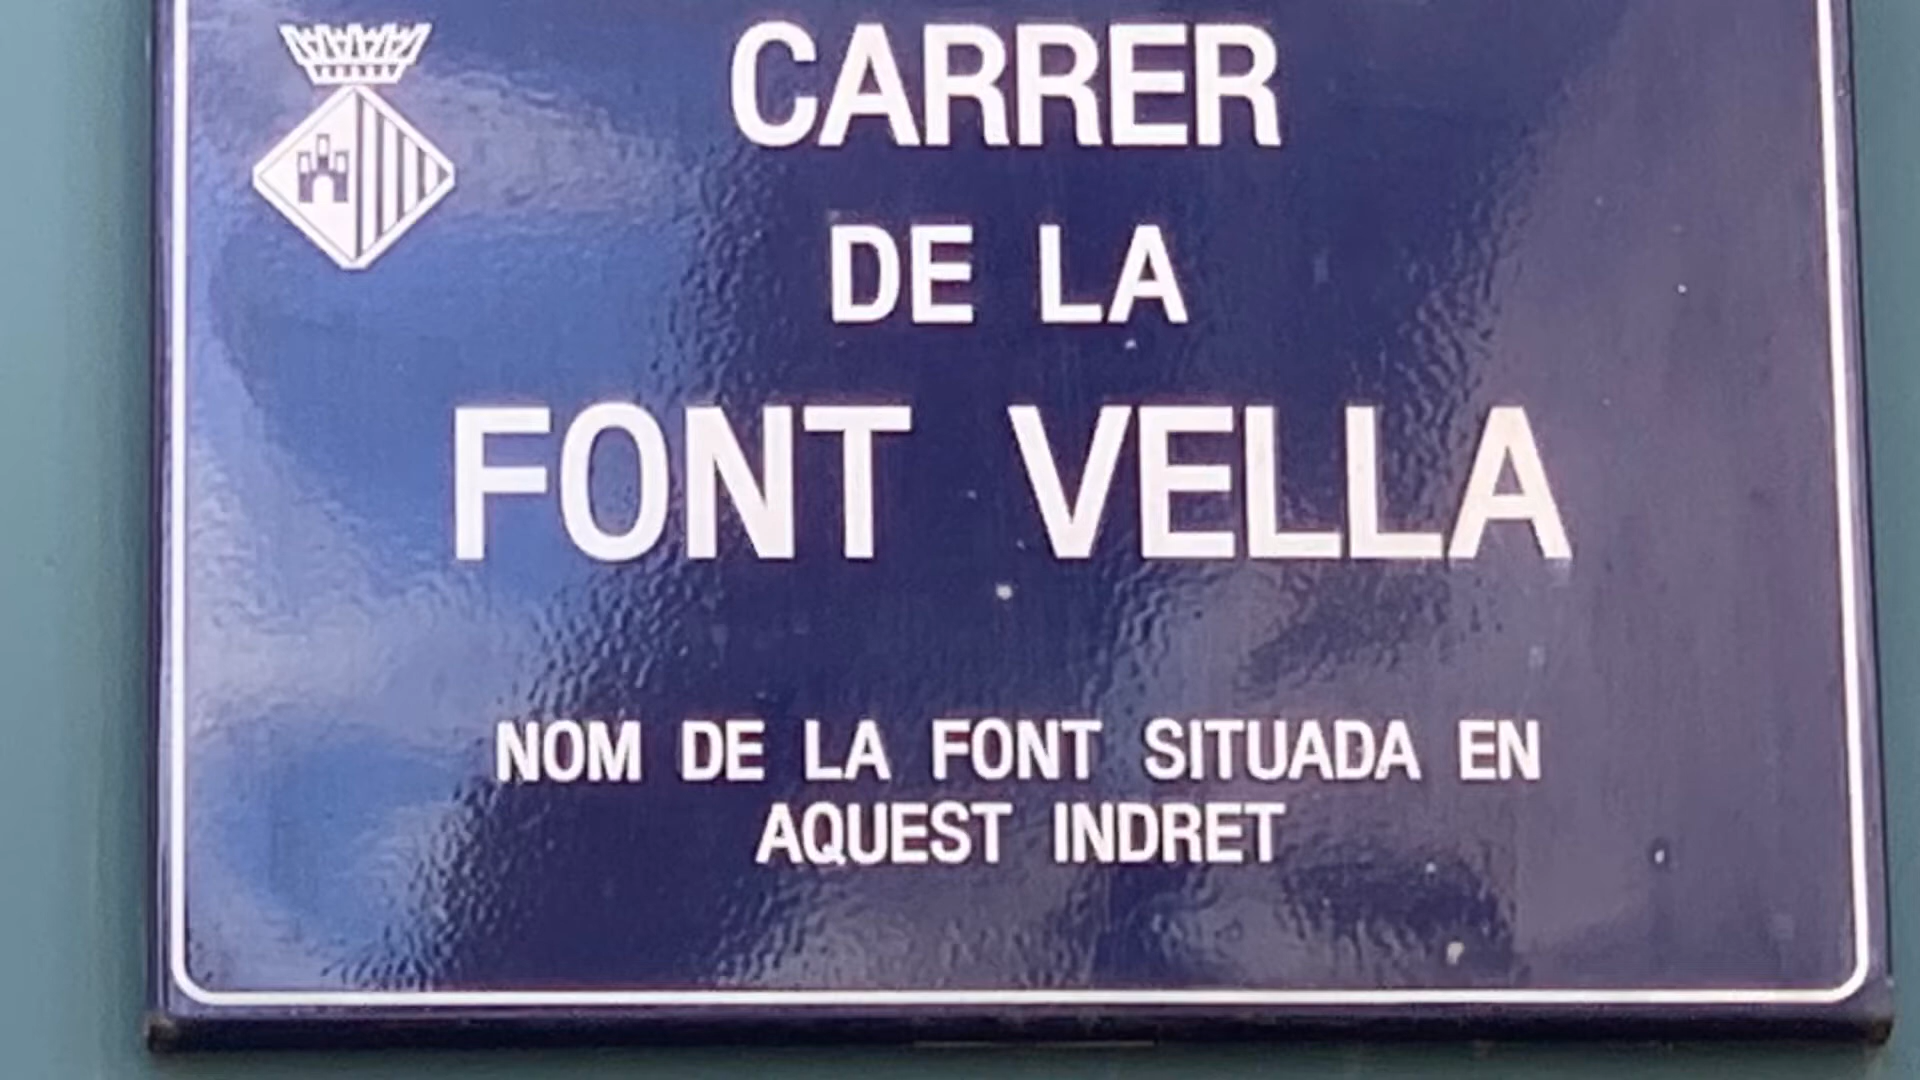 CARRER
DE LA
FONT VELLA
NOM DE LA FONT SITUADA EN
AQUEST INDRET